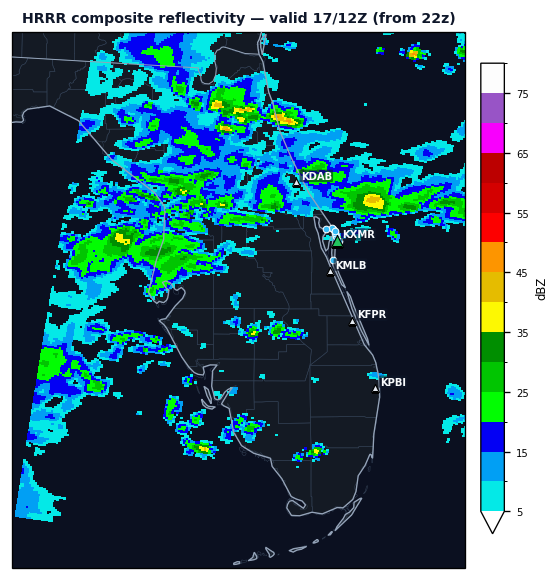 HRRR composite reflectivity — valid 17/12Z (from 22z)
75
65
KDAB
55
KXMR
KMLB
45
dBZ
KFPR
35
KPBI
25
15
5